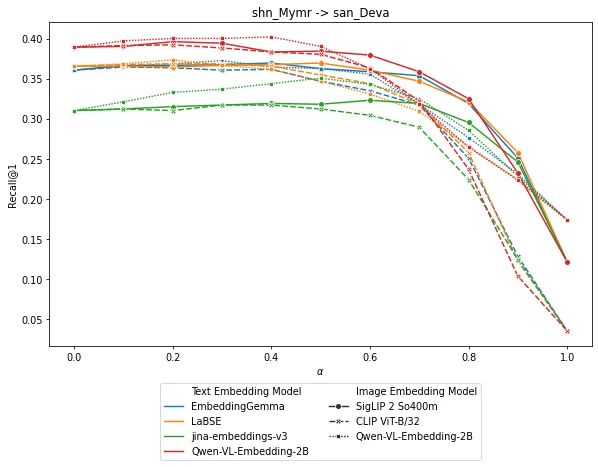 shn_Mymr -> san_Deva
0.40
0.35
0.30
0.25
0.20
0.15
0.10
0.05
Recall@1
0.0 0.2 0.4 0.6 0.8 1.0
α
Text Embedding Model Image Embedding Model
EmbeddingGemma SigLIP 2 So400m
LaBSE CLIP ViT-B/32
jina-embeddings-v3 Qwen-VL-Embedding-2B
Qwen-VL-Embedding-2B